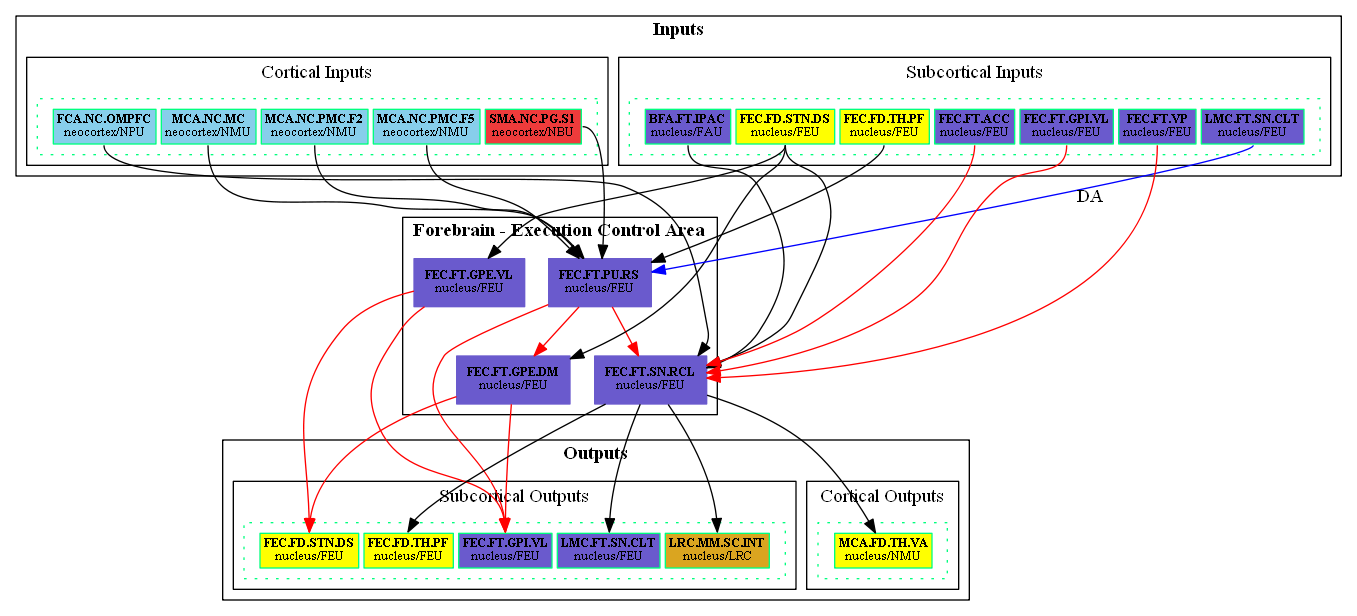 Inputs
Cortical Inputs
Subcortical Inputs
FCA.NC.OMPFC
neocortex/NPU
MCA.NC.MC
neocortex/NMU
MCA.NC.PMC.F2
neocortex/NMU
MCA.NC.PMC.F5
neocortex/NMU
SMA.NC.PG.S1
neocortex/NBU
BFA.FT.IPAC
nucleus/FAU
FEC.FD.STN.DS
nucleus/FEU
FEC.FD.TH.PF
nucleus/FEU
FEC.FT.ACC
nucleus/FEU
FEC.FT.GPI.VL
nucleus/FEU
FEC.FT.VP
nucleus/FEU
LMC.FT.SN.CLT
nucleus/FEU
DA
Forebrain - Execution Control Area
FEC.FT.GPE.VL
nucleus/FEU
FEC.FT.PU.RS
nucleus/FEU
FEC.FT.GPE.DM
nucleus/FEU
FEC.FT.SN.RCL
nucleus/FEU
Outputs
Subcortical Outputs
Cortical Outputs
FEC.FD.STN.DS
nucleus/FEU
FEC.FD.TH.PF
nucleus/FEU
FEC.FT.GPI.VL
nucleus/FEU
LMC.FT.SN.CLT
nucleus/FEU
LRC.MM.SC.INT
nucleus/LRC
MCA.FD.TH.VA
nucleus/NMU